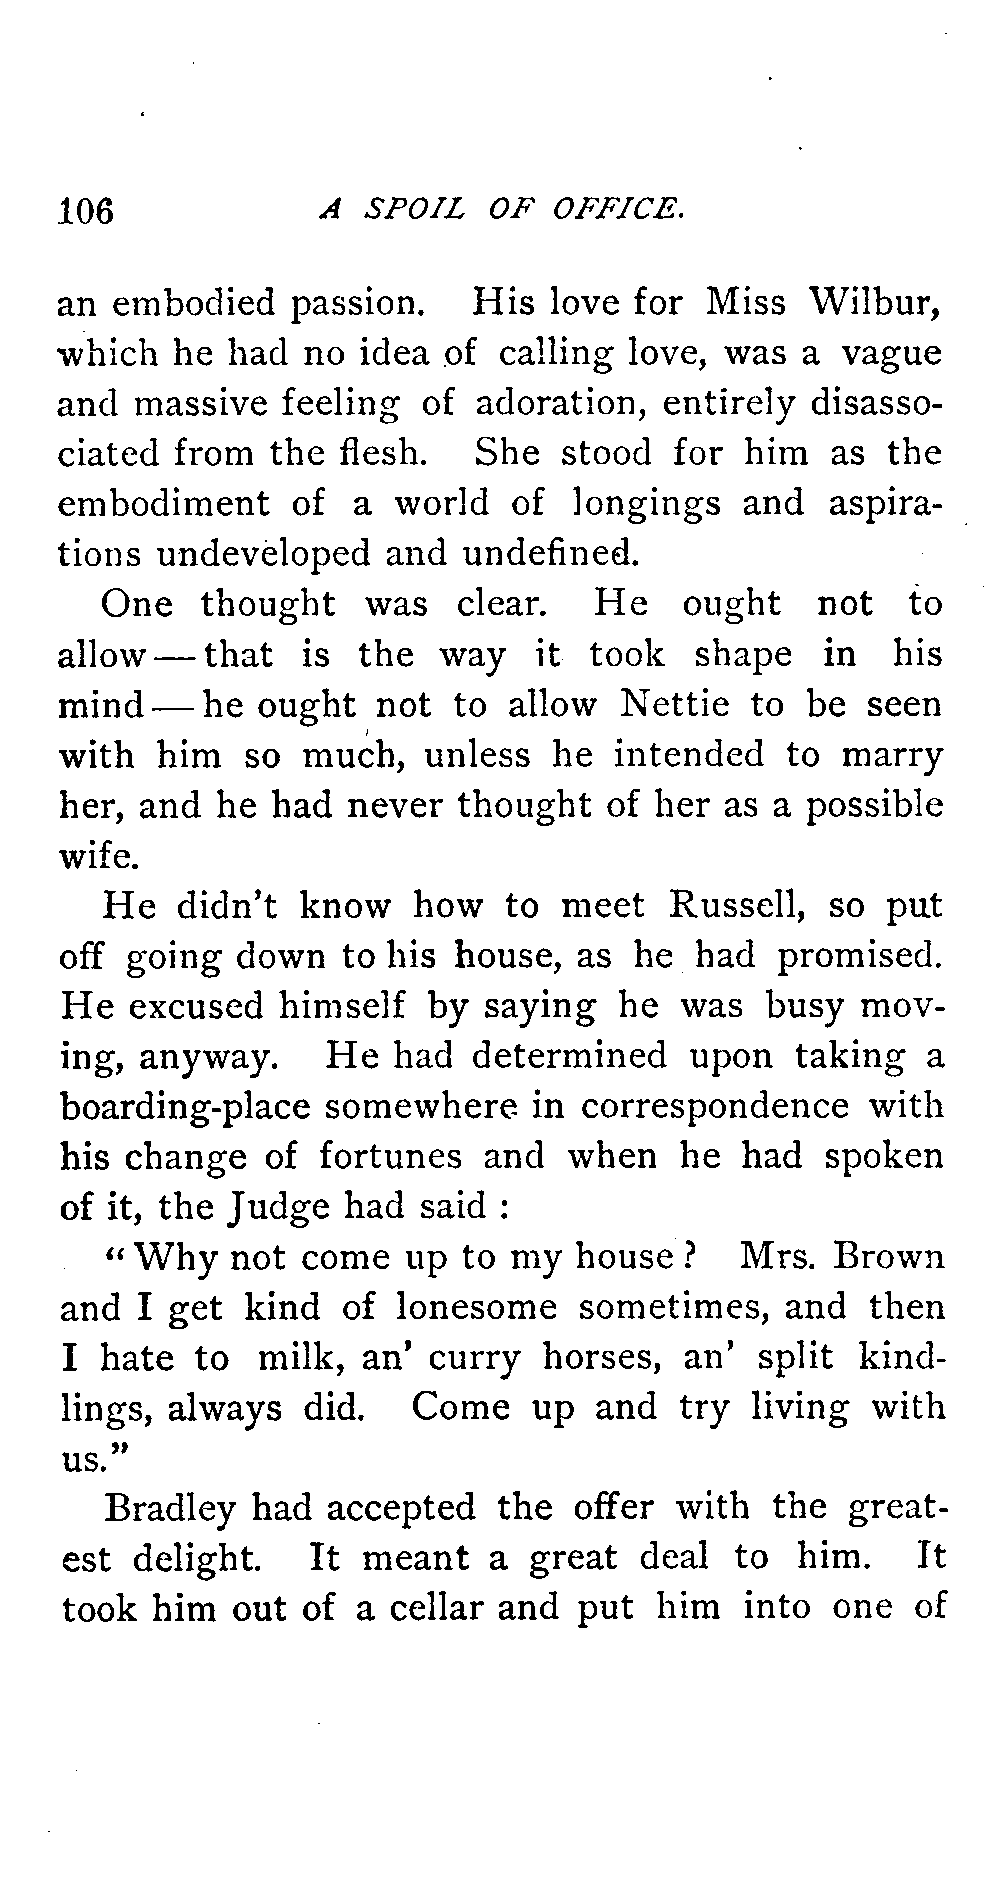 106 A SPOIL OF OFFICE.
an embodied passion. His love for Miss Wilbur,
which he had no idea of calling love, was a vague
and massive feeling of adoration, entirely disasso-
ciated from the flesh. She stood for him as the
embodiment of a world of longings and aspira-
tions undeveloped and undefined.
One thought was clear. He ought not to
allow — that is the way it took shape in his
mind — he ought not to allow Nettie to be seen
with him so much, unless he intended to marry
her, and he had never thought of her as a possible
wife.
He didn't know how to meet Russell, so put
off going down to his house, as he had promised.
He excused himself by saying he was busy mov-
ing, anyway. He had determined upon taking a
boarding-place somewhere in correspondence with
his change of fortunes and when he had spoken
of it, the Judge had said :
“ Why not come up to my house ? Mrs. Brown
and I get kind of lonesome sometimes, and then
I hate to milk, an' curry horses, an' split kind-
lings, always did. Come up and try living with
us.”
Bradley had accepted the offer with the great-
est delight. It meant a great deal to him. It
took him out of a cellar and put him into one of